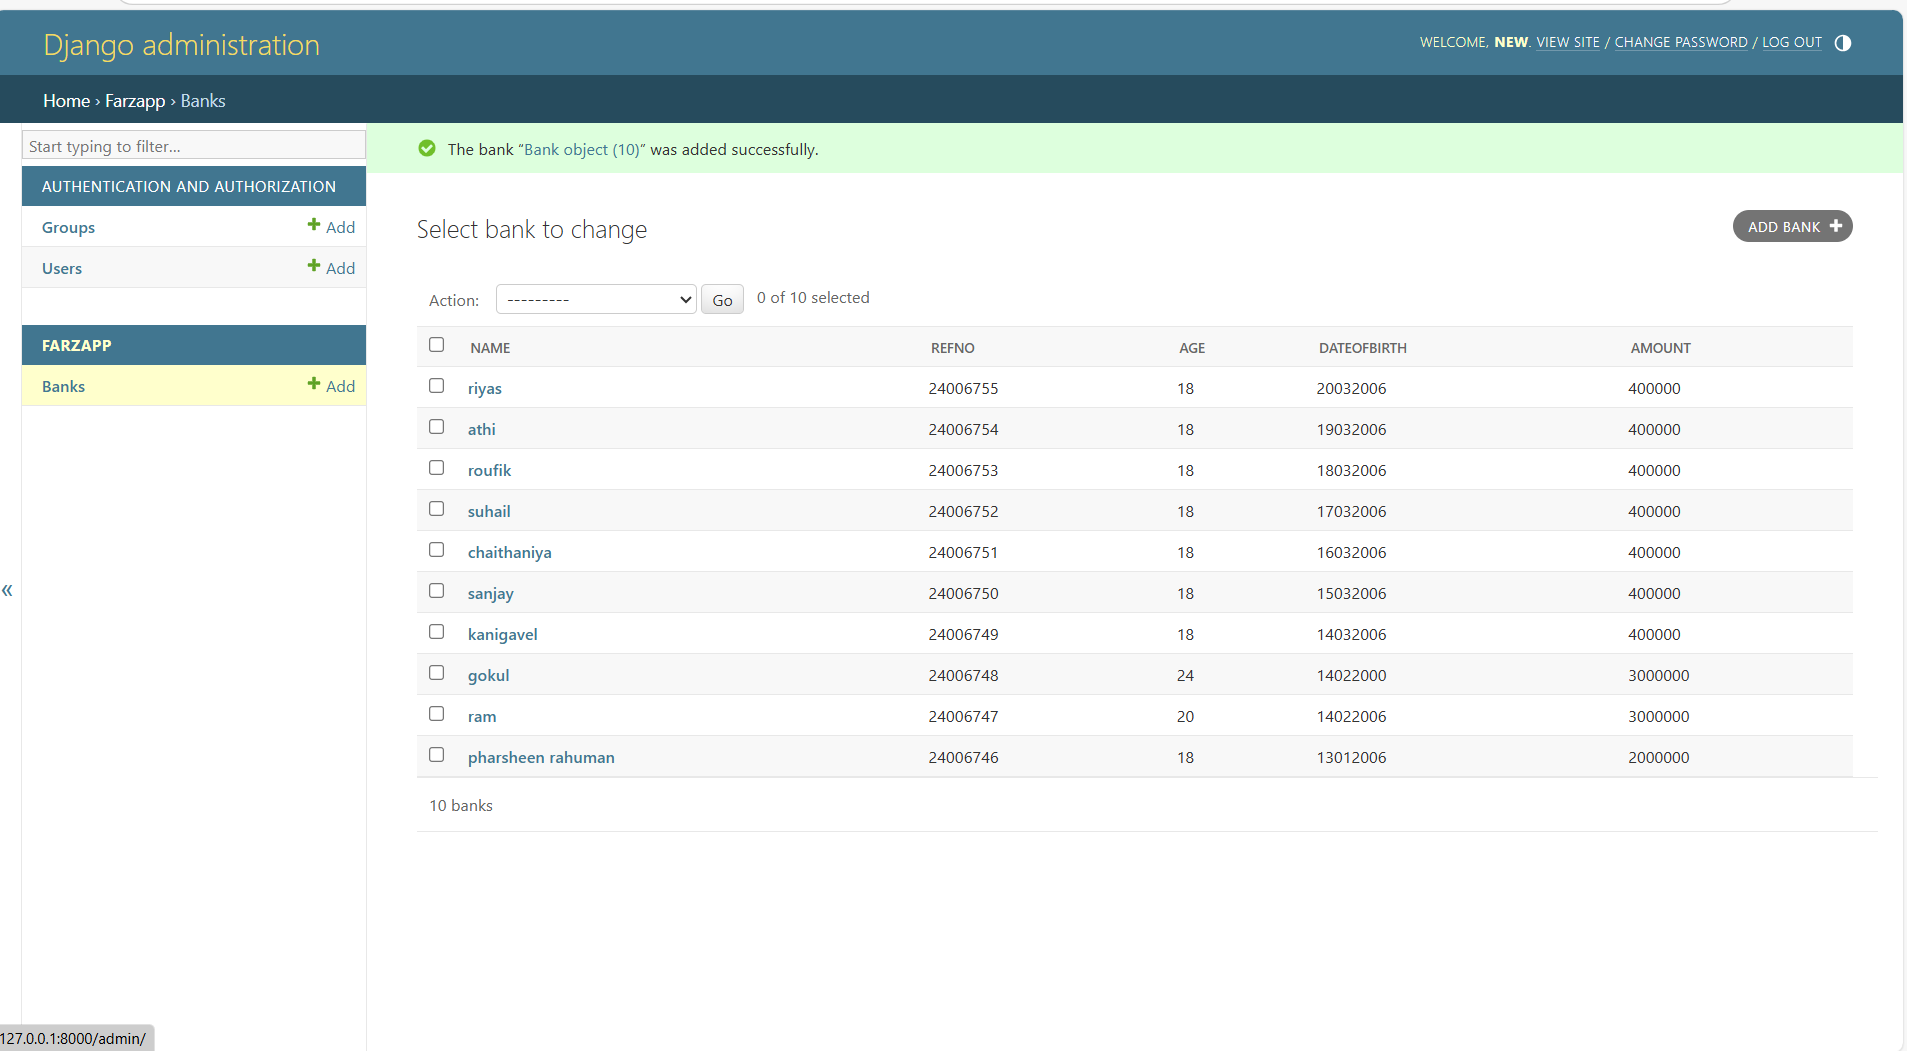 Django administration
WELCOME, NEW. VIEW SITE / CHANGE PASSWORD / LOG OUT
Home › Farzapp › Banks
Start typing to filter...
AUTHENTICATION AND AUTHORIZATION
Groups + Add
Users + Add
FARZAPP
Banks + Add
«
The bank “Bank object (10)” was added successfully.
Select bank to change
ADD BANK +
Action: --------- Go 0 of 10 selected
NAME REFNO AGE DATEOFBIRTH AMOUNT
riyas 24006755 18 20032006 400000
athi 24006754 18 19032006 400000
roufik 24006753 18 18032006 400000
suhail 24006752 18 17032006 400000
chaithaniya 24006751 18 16032006 400000
sanjay 24006750 18 15032006 400000
kanigavel 24006749 18 14032006 400000
gokul 24006748 24 14022000 3000000
ram 24006747 20 14022006 3000000
pharsheen rahuman 24006746 18 13012006 2000000
10 banks
127.0.0.1:8000/admin/